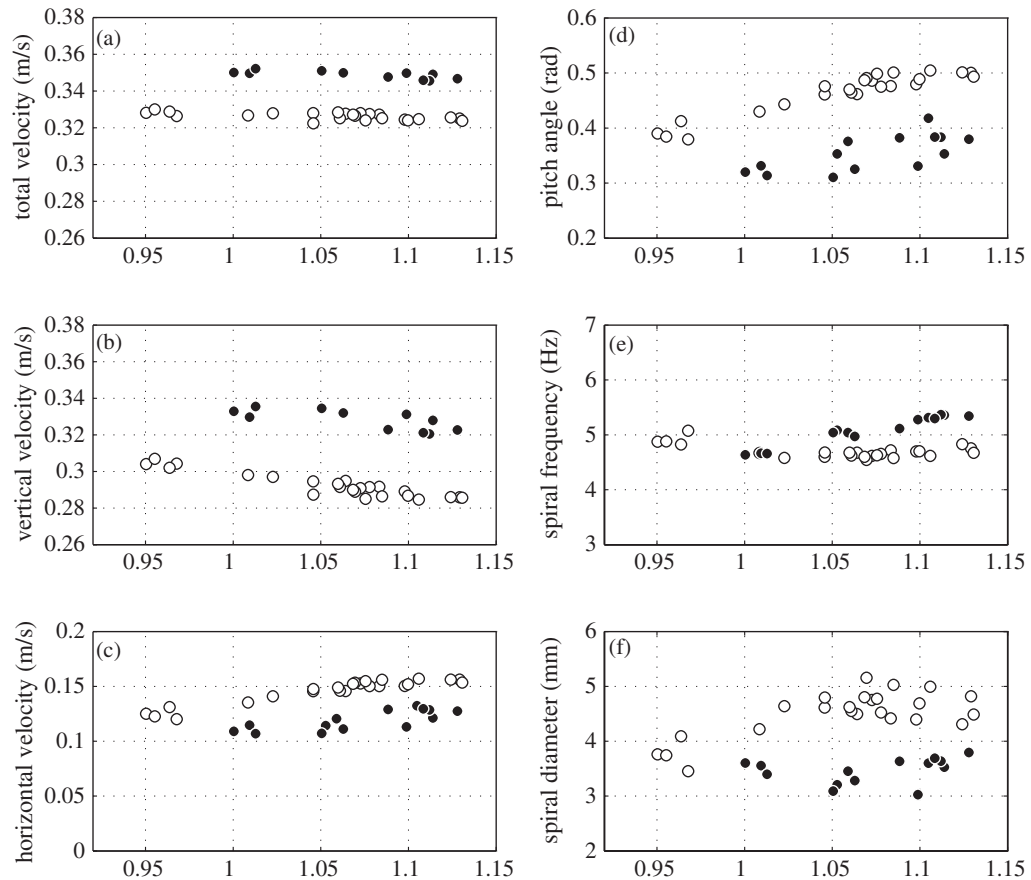 (a)
total velocity (m/s)
0.38
0.36
0.34
0.32
0.3
0.28
0.26
0.95 1 1.05 1.10 1.15
(d)
pitch angle (rad)
0.6
0.5
0.4
0.3
0.2
0.95 1 1.05 1.10 1.15
(b)
vertical velocity (m/s)
0.38
0.36
0.34
0.32
0.3
0.28
0.26
0.95 1 1.05 1.10 1.15
(e)
spiral frequency (Hz)
7
6
5
4
3
0.95 1 1.05 1.10 1.15
(c)
horizontal velocity (m/s)
0.2
0.15
0.1
0.05
0
0.95 1 1.05 1.10 1.15
(f)
spiral diameter (mm)
6
5
4
3
2
0.95 1 1.05 1.10 1.15